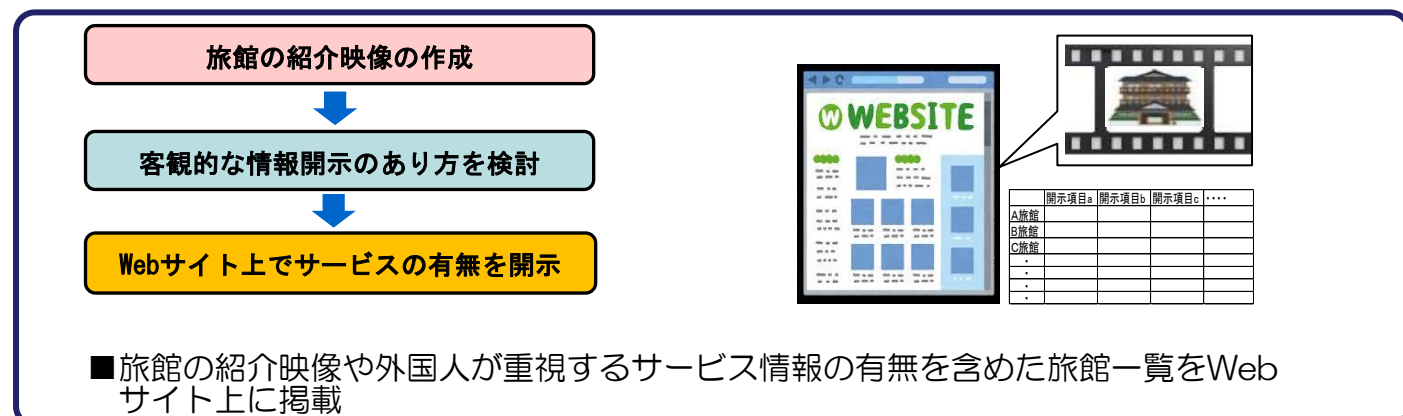 旅館の紹介映像の作成
客観的な情報開示のあり方を検討
Webサイト上でサービスの有無を開示
WEBSITE
開示項目a 開示項目b 開示項目c ････
A旅館
B旅館
C旅館
・
・
・
・
■旅館の紹介映像や外国人が重視するサービス情報の有無を含めた旅館一覧をWeb
サイト上に掲載